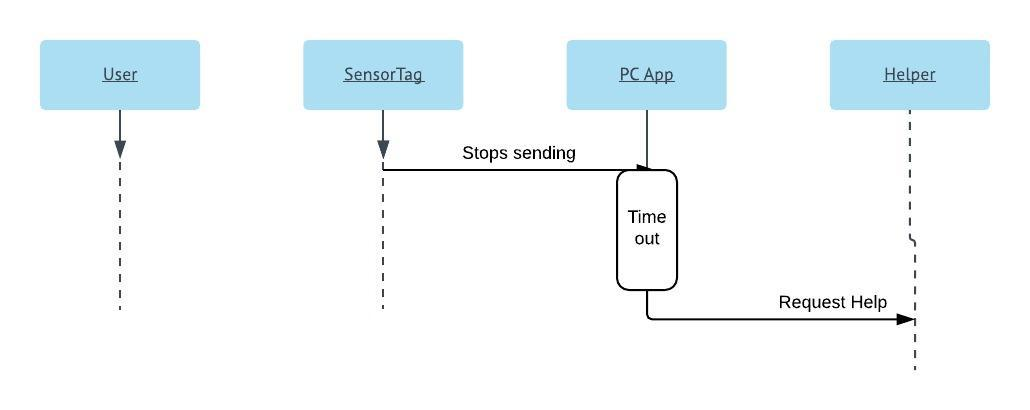 User
SensorTag
PC App
Helper
Stops sending
Time
out
Request Help